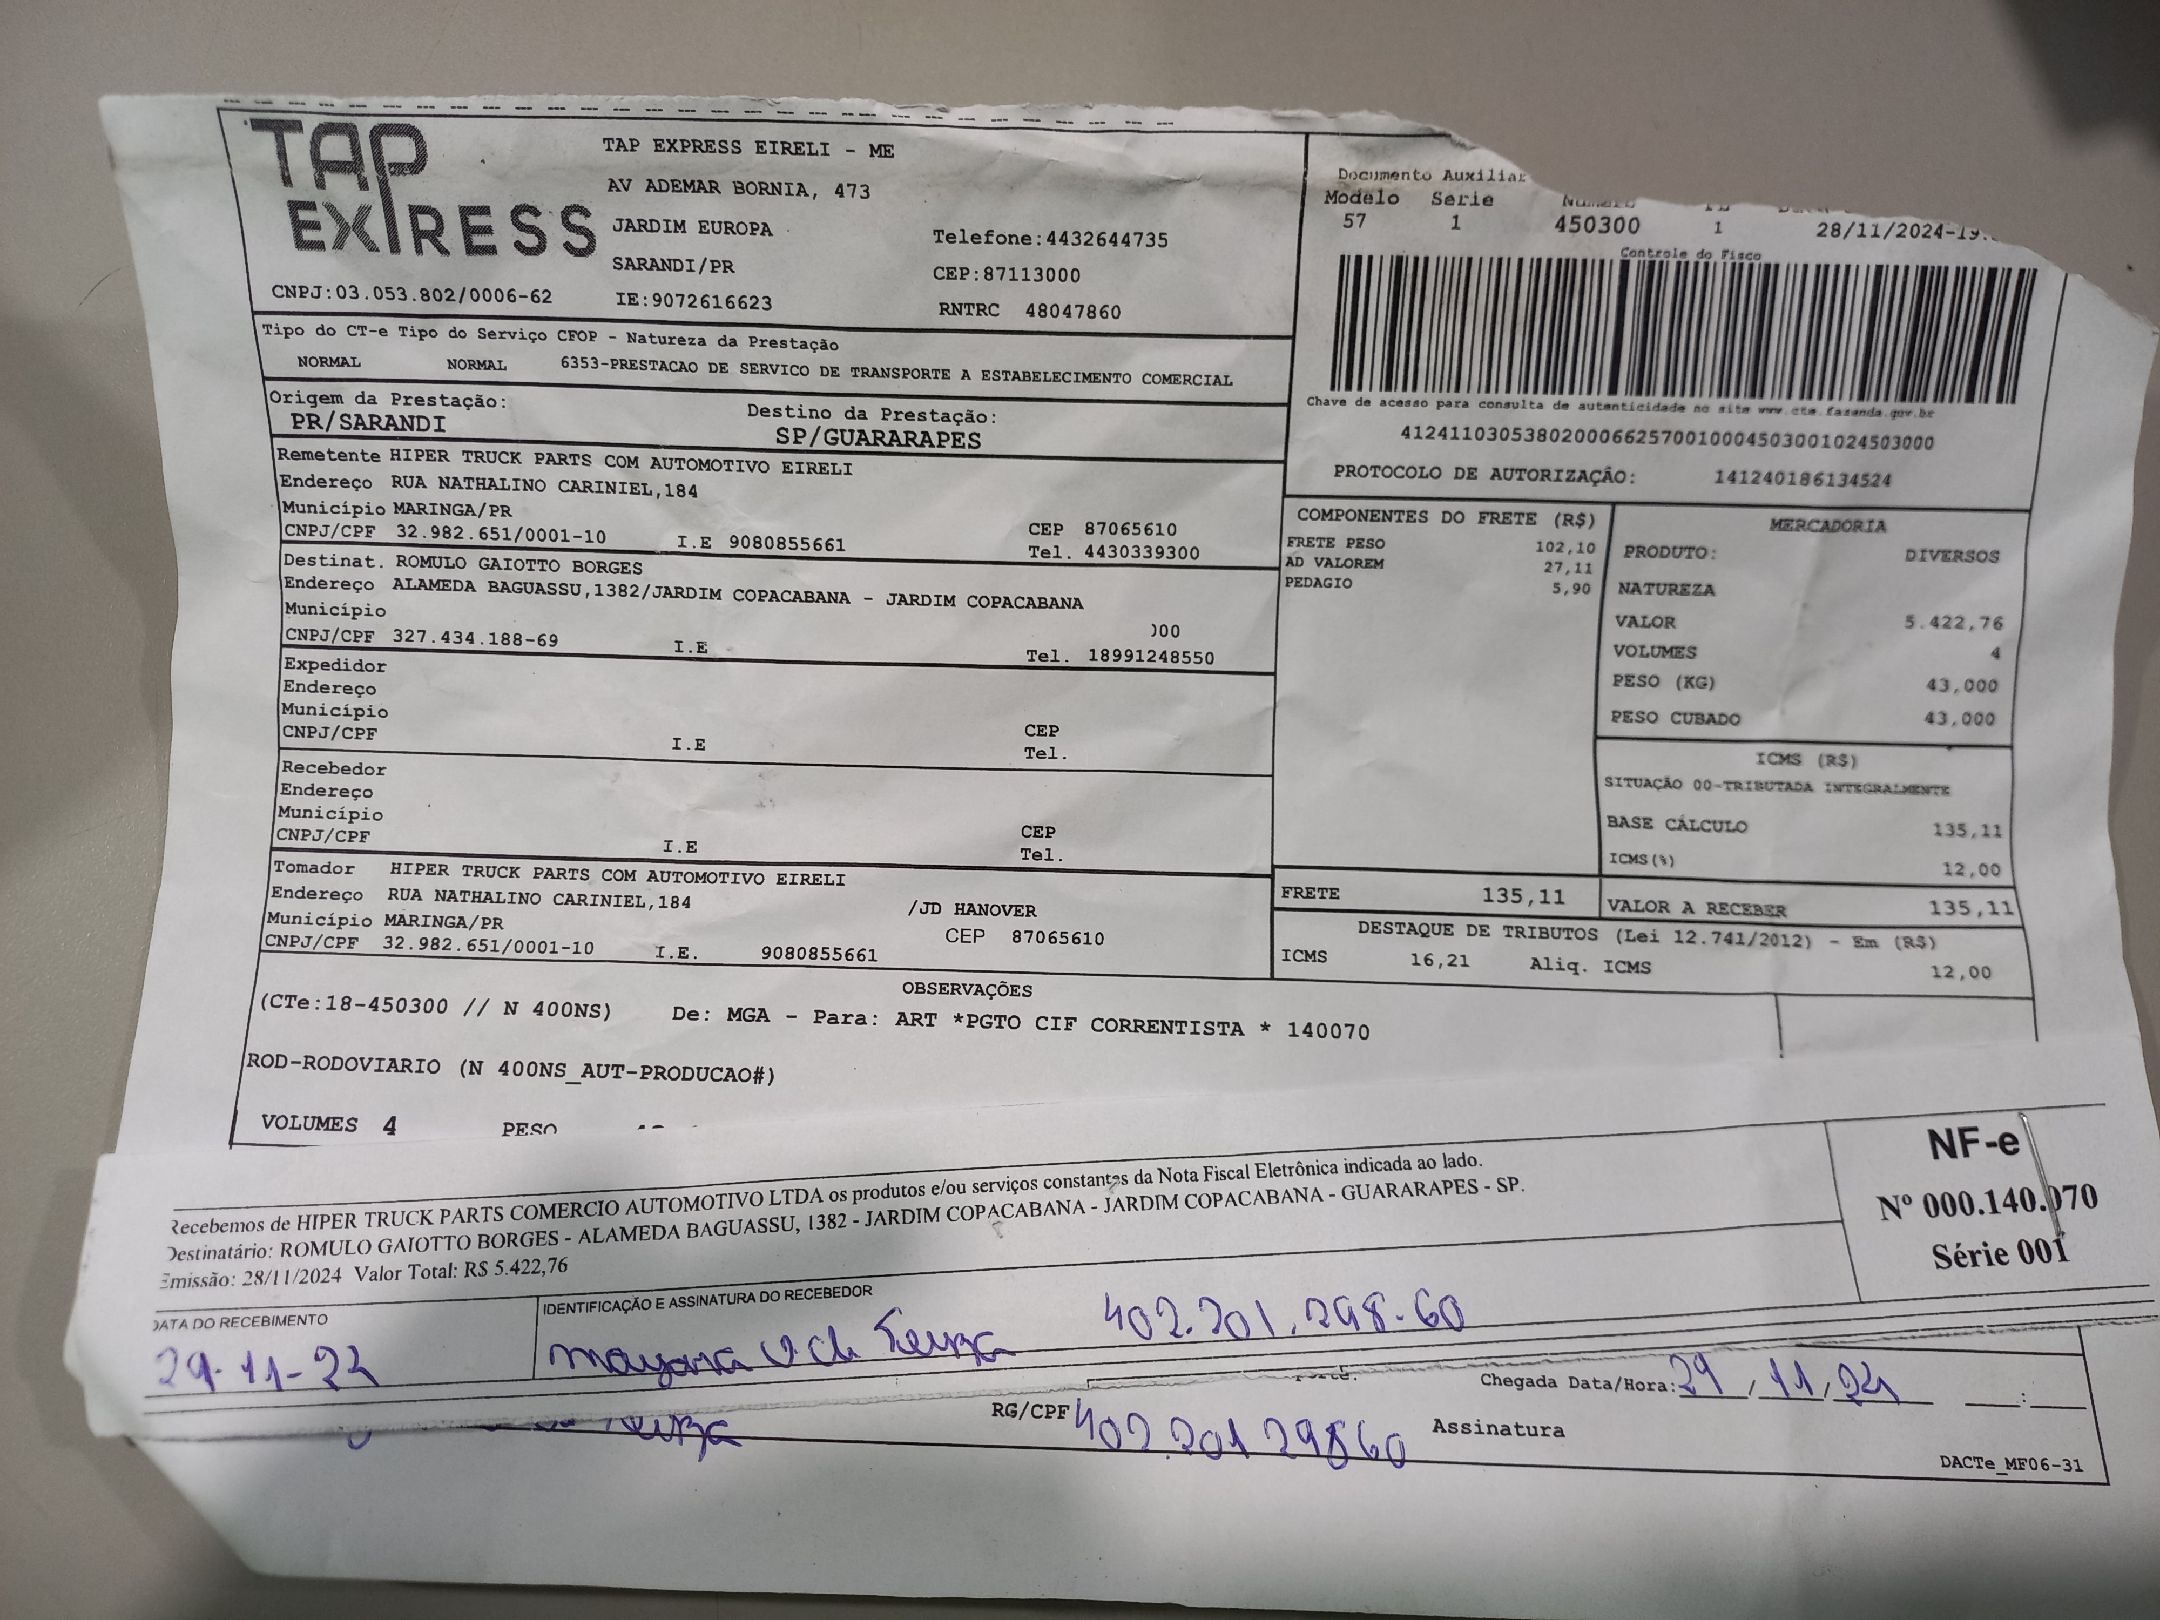 TAP EXPRESS
TAP EXPRESS EIRELI - ME
AV ADEMAR BORNIA, 473
JARDIM EUROPA
SARANDI/PR
Telefone:4432644735
CEP:87113000
CNPJ:03.053.802/0006-62 IE:9072616623 RNTRC 48047860
Documento Auxiliar
Modelo Serie
57 1 450300 1 28/11/2024-19
Controle do Fisco
Chave de acesso para consulta de autenticidade no site www.cte.fazenda.gov.br
41241103053802000662570010004503001024503000
PROTOCOLO DE AUTORIZAÇÃO: 141240186134524
Tipo do CT-e Tipo do Serviço CFOP - Natureza da Prestação
NORMAL NORMAL 6353-PRESTACAO DE SERVICO DE TRANSPORTE A ESTABELECIMENTO COMERCIAL
Origem da Prestação: Destino da Prestação:
PR/SARANDI SP/GUARARAPES
Remetente HIPER TRUCK PARTS COM AUTOMOTIVO EIRELI
Endereço RUA NATHALINO CARINIEL,184
Município MARINGA/PR CEP 87065610
CNPJ/CPF 32.982.651/0001-10 I.E 9080855661 Tel. 4430339300
Destinat. ROMULO GAIOTTO BORGES
Endereço ALAMEDA BAGUASSU,1382/JARDIM COPACABANA - JARDIM COPACABANA
Município 00
CNPJ/CPF 327.434.188-69 I.E Tel. 18991248550
Expedidor
Endereço
Município CEP
CNPJ/CPF I.E Tel.
Recebedor
Endereço
Município CEP
CNPJ/CPF I.E Tel.
Tomador HIPER TRUCK PARTS COM AUTOMOTIVO EIRELI
Endereço RUA NATHALINO CARINIEL,184 /JD HANOVER
Município MARINGA/PR CEP 87065610
CNPJ/CPF 32.982.651/0001-10 I.E. 9080855661
COMPONENTES DO FRETE (R$)
FRETE PESO 102,10
AD VALOREM 27,11
PEDAGIO 5,90
MERCADORIA
PRODUTO: DIVERSOS
NATUREZA
VALOR 5.422,76
VOLUMES 4
PESO (KG) 43,000
PESO CUBADO 43,000
ICMS (R$)
SITUAÇÃO 00-TRIBUTADA INTEGRALMENTE
BASE CÁLCULO 135,11
ICMS(%) 12,00
FRETE 135,11 VALOR A RECEBER 135,11
DESTAQUE DE TRIBUTOS (Lei 12.741/2012) - Em (R$)
ICMS 16,21 Aliq. ICMS 12,00
OBSERVAÇÕES
(CTe:18-450300 // N 400NS) De: MGA - Para: ART *PGTO CIF CORRENTISTA * 140070
ROD-RODOVIARIO (N 400NS_AUT-PRODUCAO#)
VOLUMES 4 PESO
Recebemos de HIPER TRUCK PARTS COMERCIO AUTOMOTIVO LTDA os produtos e/ou serviços constantes da Nota Fiscal Eletrônica indicada ao lado.
Destinatário: ROMULO GAIOTTO BORGES - ALAMEDA BAGUASSU, 1382 - JARDIM COPACABANA - JARDIM COPACABANA - GUARARAPES - SP.
Emissão: 28/11/2024 Valor Total: R$ 5.422,76
NF-e
Nº 000.140.070
Série 001
DATA DO RECEBIMENTO IDENTIFICAÇÃO E ASSINATURA DO RECEBEDOR
29-11-24 mayara de Souza 402.201.298-60
Chegada Data/Hora: 29/11/24 :
RG/CPF 402 201 298 60 Assinatura
DACTe_MF06-31